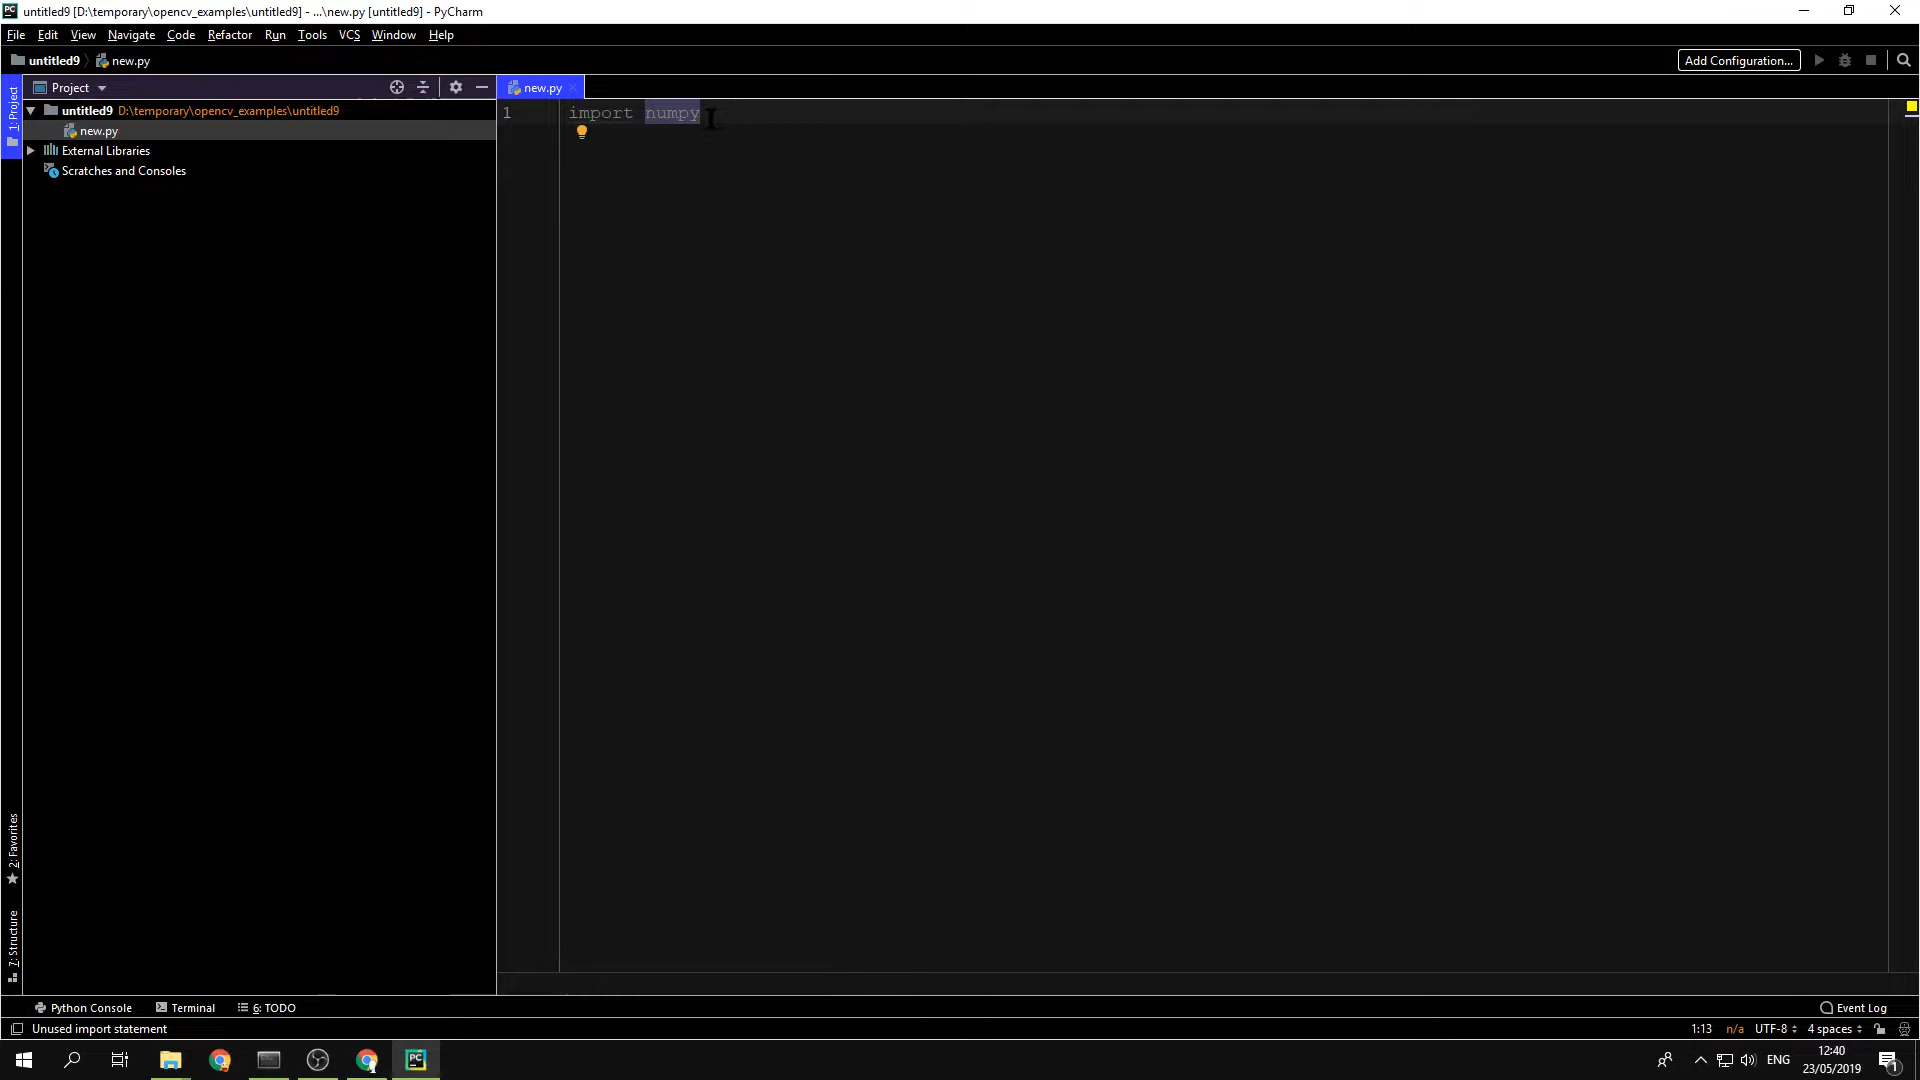 untitled9 [D:\temporary\opencv_examples\untitled9] - ...\new.py [untitled9] - PyCharm
File Edit View Navigate Code Refactor Run Tools VCS Window Help
untitled9 new.py Add Configuration...
1: Project
Project
new.py
untitled9 D:\temporary\opencv_examples\untitled9
new.py
External Libraries
Scratches and Consoles
1 import numpy
2: Favorites
7: Structure
Python Console Terminal 6: TODO Event Log
Unused import statement 1:13 n/a UTF-8 4 spaces
PC ENG 12:40
23/05/2019 1